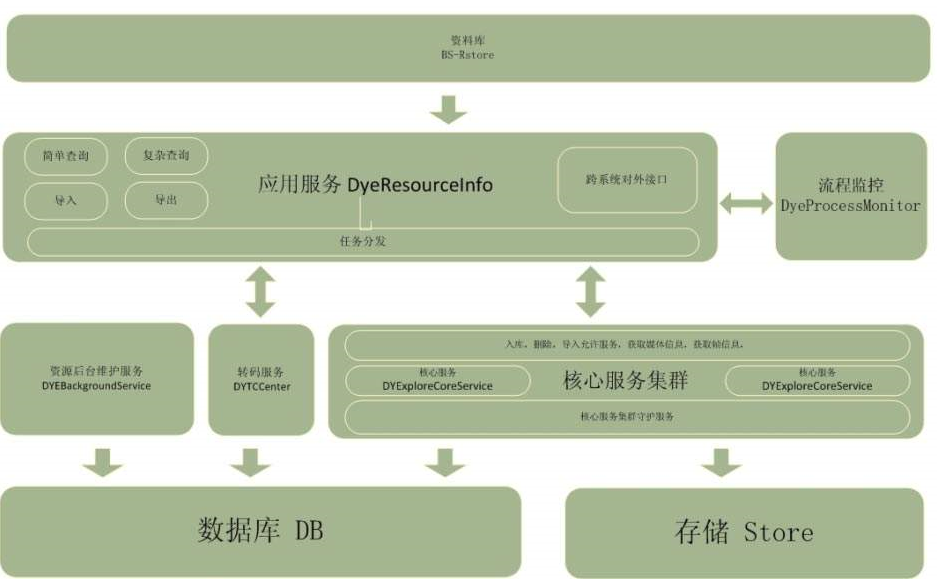 资料库
BS-Rstore
简单查询
复杂查询
导入
导出
应用服务 DyeResourceInfo
跨系统对外接口
任务分发
流程监控
DyeProcessMonitor
资源后台维护服务
DYEBackgroundService
转码服务
DYTCCenter
入库、删除、导入允许服务，获取媒体信息，获取帧信息，
核心服务
DYExploreCoreService
核心服务集群
核心服务
DYExploreCoreService
核心服务集群守护服务
数据库 DB
存储 Store